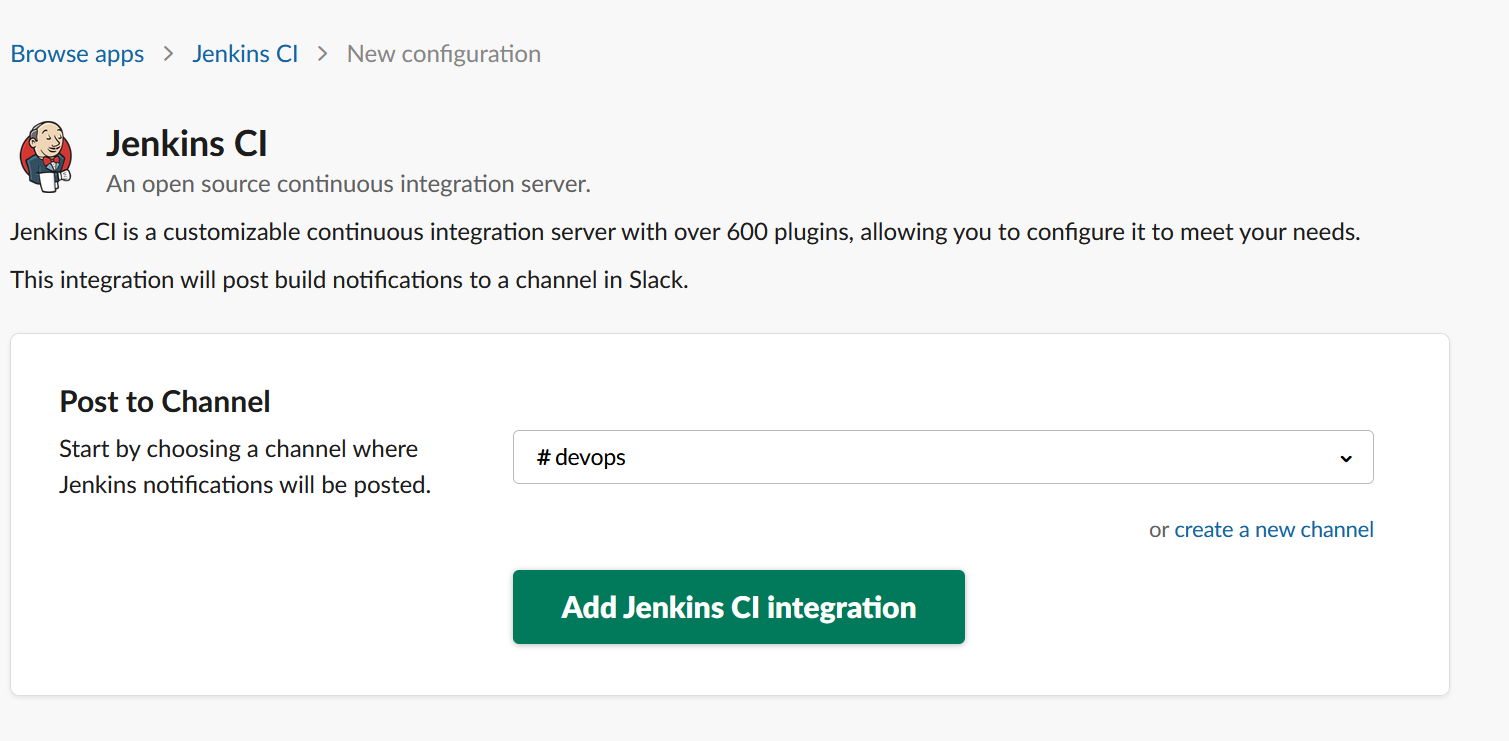 Browse apps > Jenkins CI > New configuration
Jenkins CI
An open source continuous integration server.
Jenkins CI is a customizable continuous integration server with over 600 plugins, allowing you to configure it to meet your needs.
This integration will post build notifications to a channel in Slack.
Post to Channel
Start by choosing a channel where
Jenkins notifications will be posted.
# devops
or create a new channel
Add Jenkins CI integration